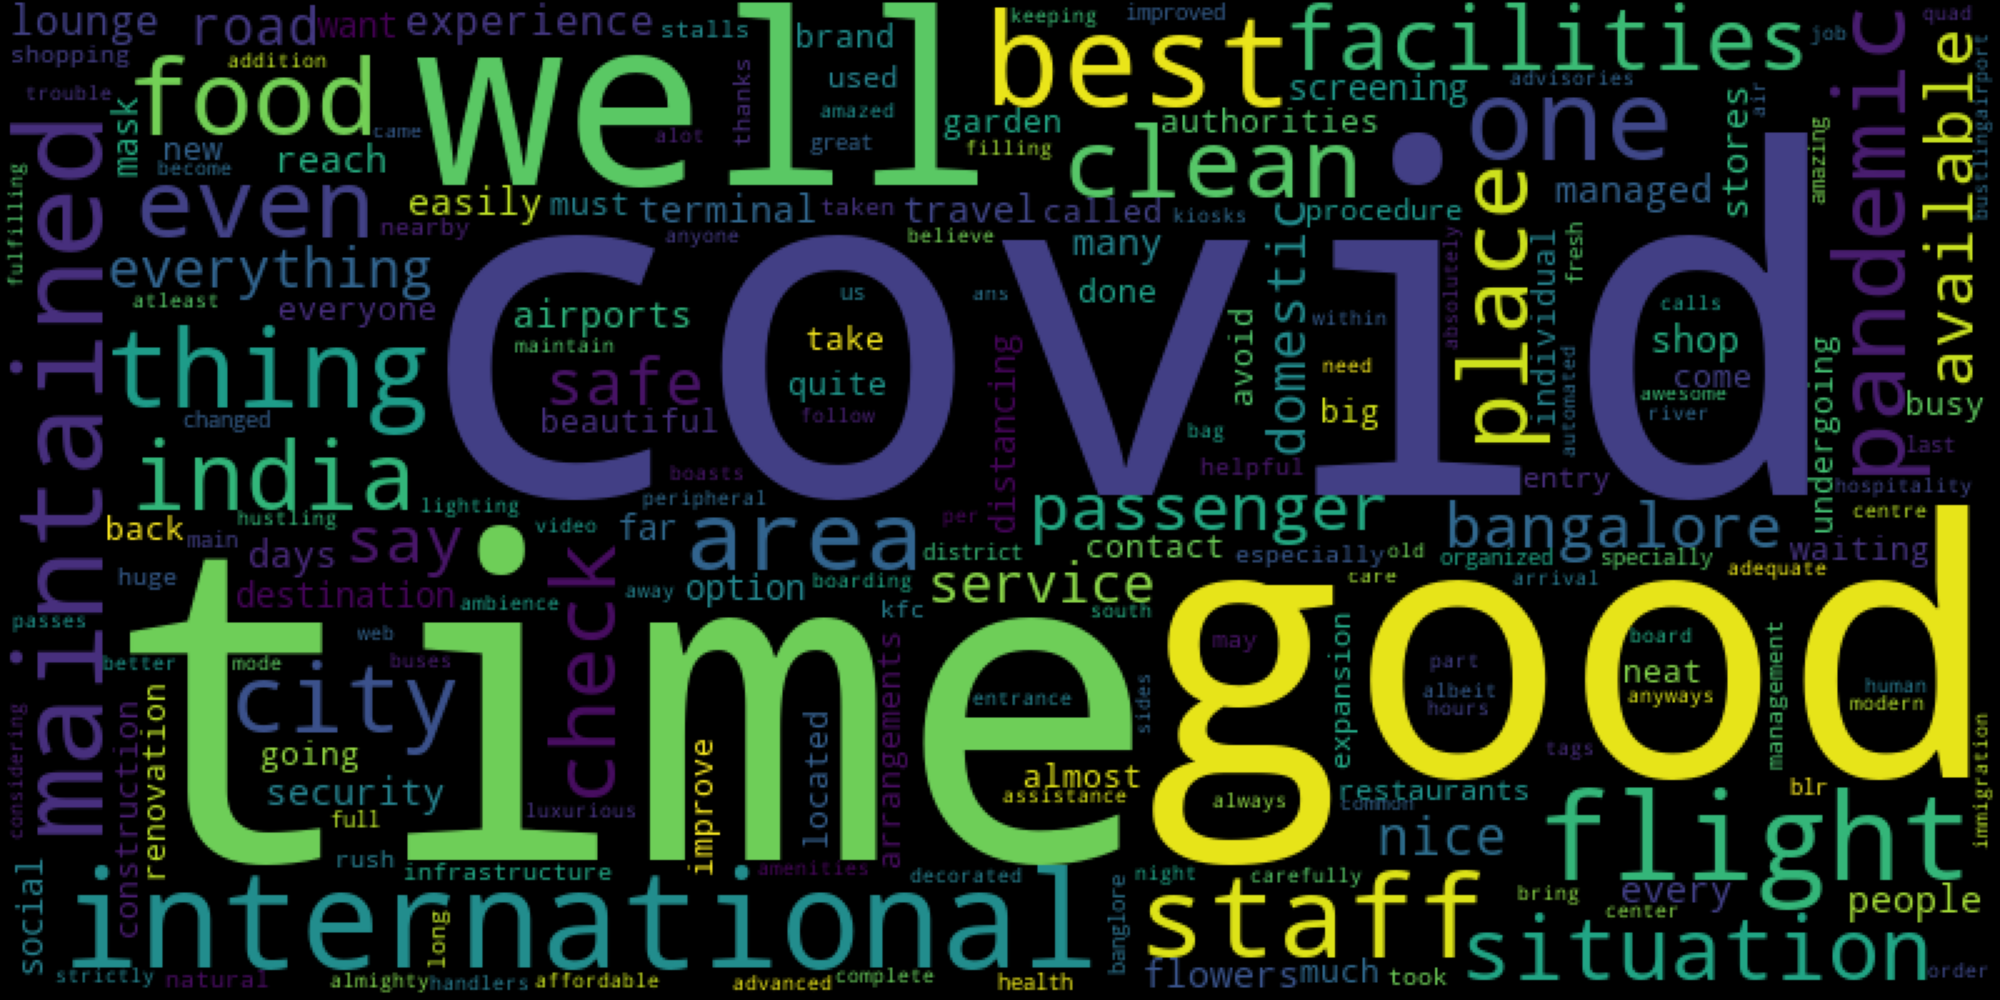 lounge
road
want
experience
stalls
well
brand
best
keeping
improved
facilities
job
pandemic
quad
shopping
addition
food
used
screening
advisories
available
trouble
mask
came
thanks
amazed
garden
authorities
one
stores
air
bustlingairport
new
become
reach
alot
great
filling
clean
place
managed
amazing
fulfilling
maintained
even
easily
must
terminal
taken
travel
called
kiosks
procedure
nearby
anyone
believe
many
domestic
absolutely
individual
fresh
everything
covid
atleast
everyone
airports
maintain
us
take
ans
done
avoid
within
calls
shop
come
awesome
river
thing
safe
beautiful
quite
follow
distancing
need
big
automated
undergoing
busy
changed
bag
last
india
boasts
helpful
entry
hospitality
lighting
peripheral
passenger
back
main
hustling
say
video
far
area
per
district
contact
bangalore
centre
days
check
especially
old
organized
specially
waiting
huge
destination
ambience
away
option
boarding
service
care
arrival
adequate
passes
time
kfc
south
good
better
web
mode
buses
arrangements
may
expansion
board
management
city
entrance
sides
part
albeit
hours
neat
anyways
human
modern
considering
construction
renovation
going
security
full
luxurious
improve
located
almost
assistance
always
tags
immigration
restaurants
common
blr
rush
infrastructure
amenities
decorated
night
carefully
nice
flight
social
international
long
banglore
staff
bring
every
center
people
situation
strictly
natural
almighty
handlers
affordable
advanced
complete
health
flowers
much
took
order